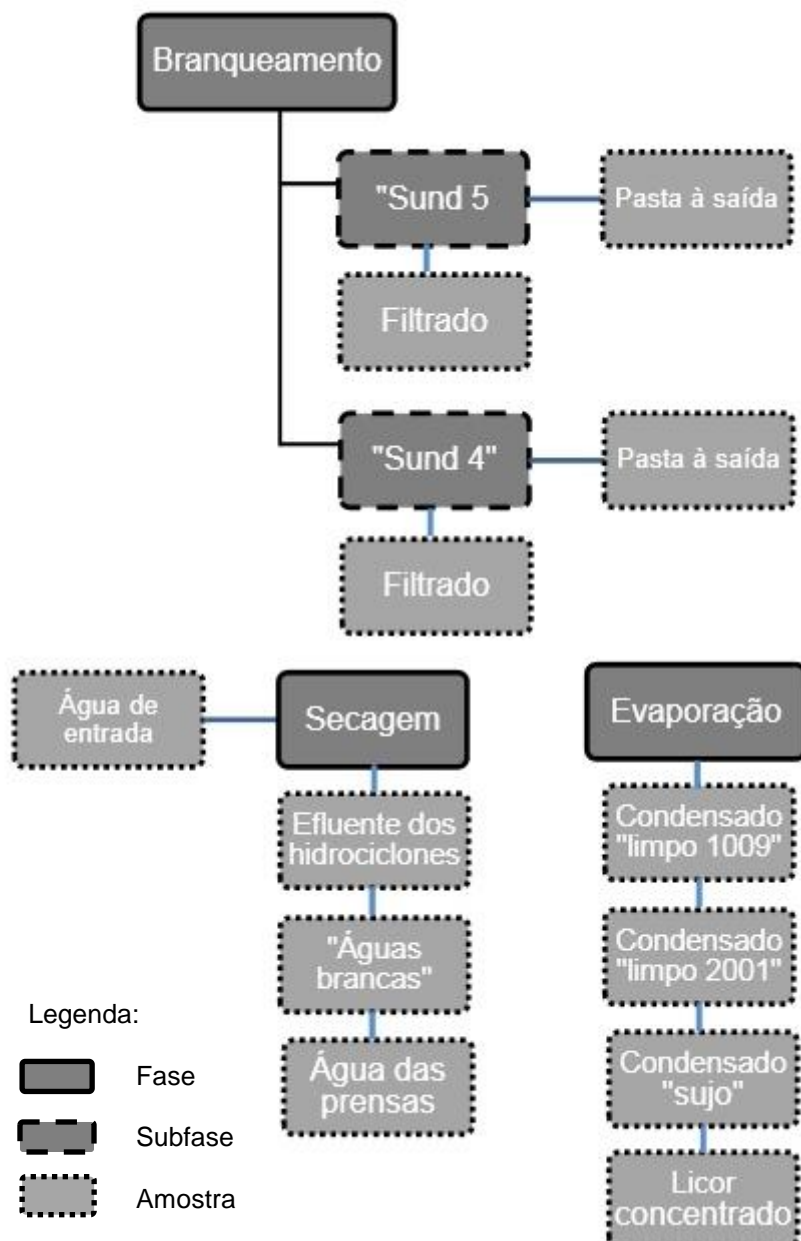 Branqueamento
"Sund 5
Pasta à saída
Filtrado
"Sund 4"
Pasta à saída
Filtrado
Água de
entrada
Secagem
Efluente dos
hidrociclones
"Águas
brancas"
Água das
prensas
Evaporação
Condensado
"limpo 1009"
Condensado
"limpo 2001"
Condensado
"sujo"
Licor
concentrado
Legenda:
Fase
Subfase
Amostra